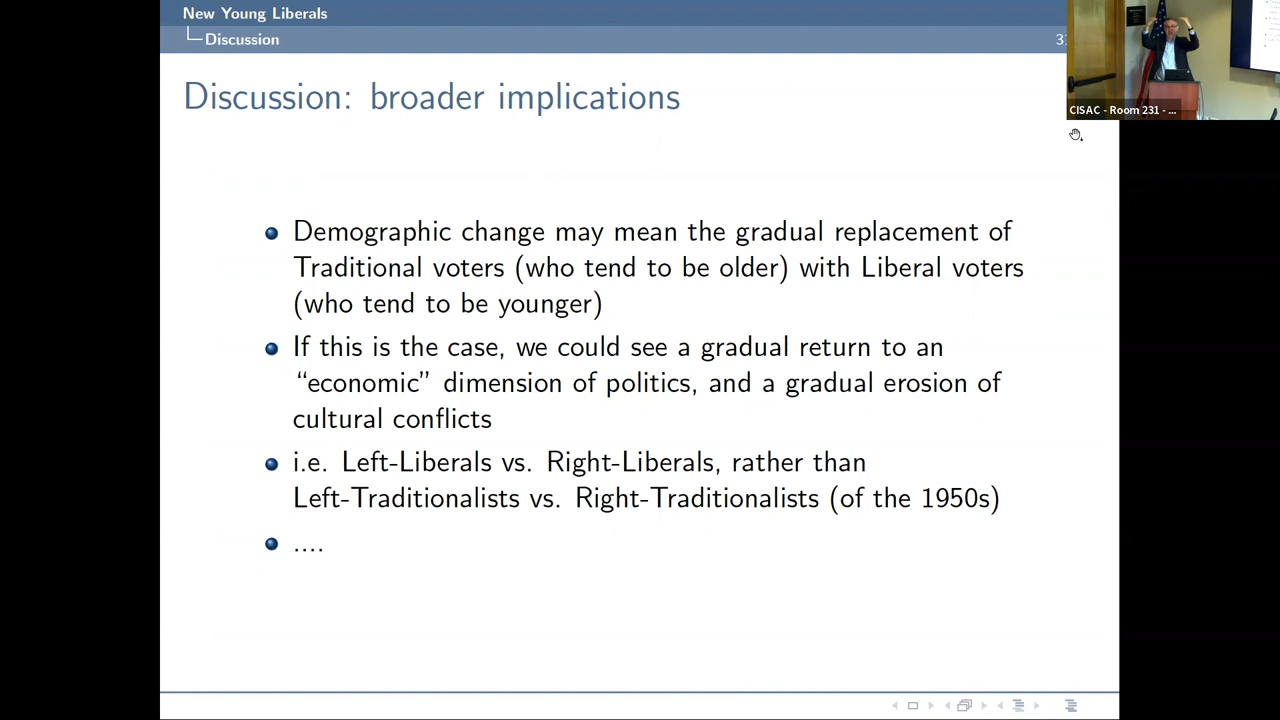 New Young Liberals
Discussion
Discussion: broader implications
Demographic change may mean the gradual replacement of
Traditional voters (who tend to be older) with Liberal voters
(who tend to be younger)
If this is the case, we could see a gradual return to an
“economic” dimension of politics, and a gradual erosion of
cultural conflicts
i.e. Left-Liberals vs. Right-Liberals, rather than
Left-Traditionalists vs. Right-Traditionalists (of the 1950s)
....
CISAC - Room 231 - ...